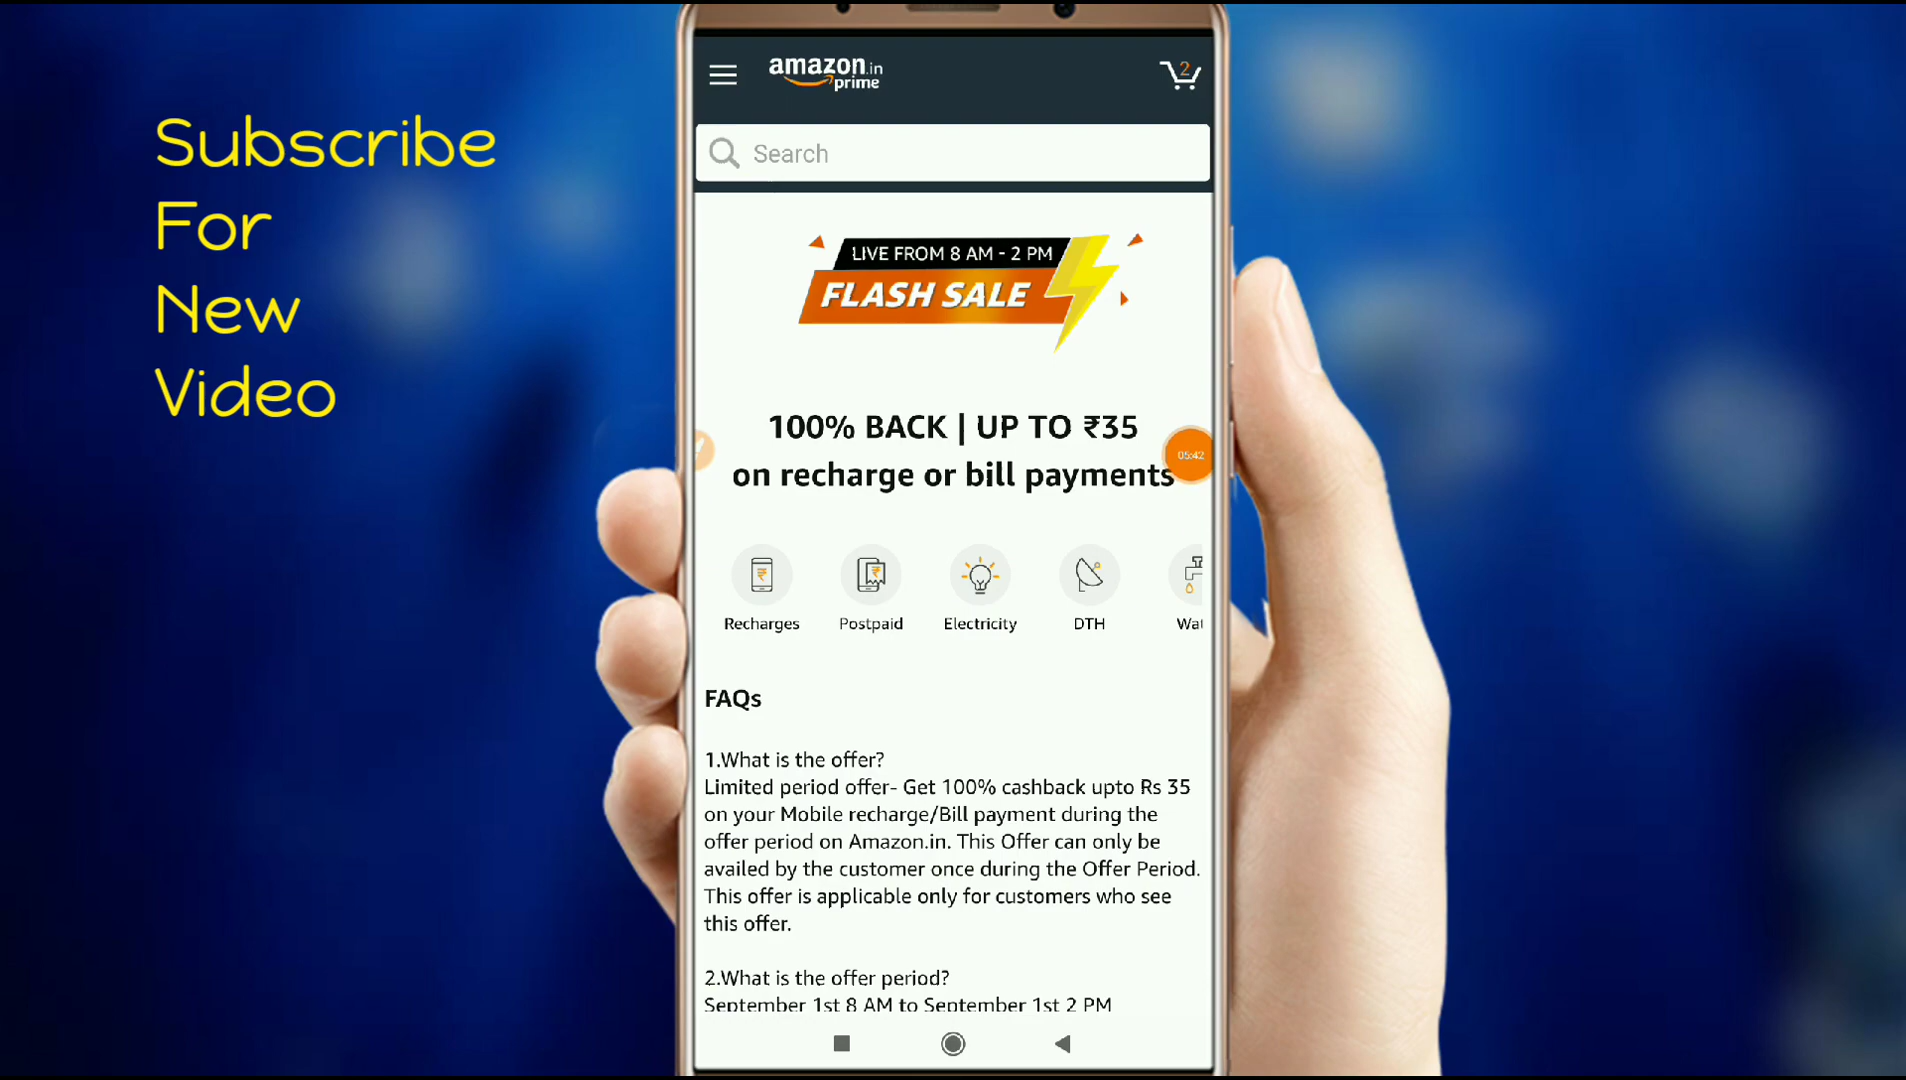 Subscribe
For
New
Video
amazon.in
prime
2
Search
LIVE FROM 8 AM - 2 PM
FLASH SALE
100% BACK | UP TO ₹35
on recharge or bill payments
05:42
Recharges
Postpaid
Electricity
DTH
Wat
FAQs
1.What is the offer?
Limited period offer- Get 100% cashback upto Rs 35
on your Mobile recharge/Bill payment during the
offer period on Amazon.in. This Offer can only be
availed by the customer once during the Offer Period.
This offer is applicable only for customers who see
this offer.
2.What is the offer period?
September 1st 8 AM to September 1st 2 PM